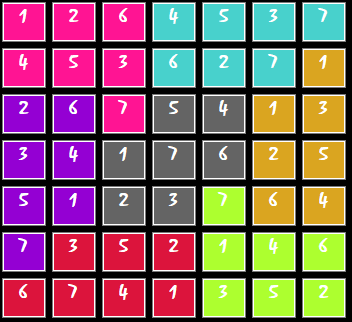 1 2 6 4 5 3 7
4 5 3 6 2 7 1
2 6 7 5 4 1 3
3 4 1 7 6 2 5
5 1 2 3 7 6 4
7 3 5 2 1 4 6
6 7 4 1 3 5 2